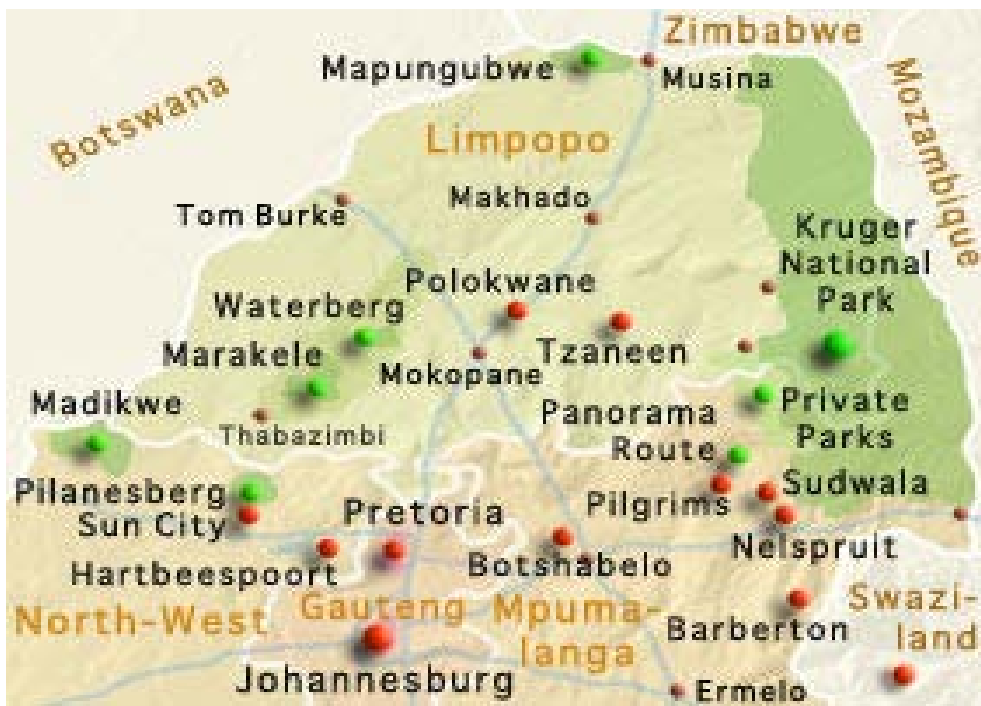 Zimbabwe
Mapungubwe
Musina
Mozambique
Botswana
Limpopo
Makhado
Tom Burke
Kruger
National
Park
Polokwane
Waterberg
Marakele
Tzaneen
Mokopane
Madikwe
Thabazimbi
Panorama
Route
Private
Parks
Pilanesberg
Sun City
Pretoria
Pilgrims
Sudwala
Nelspruit
Hartbeespoort
Botshabelo
North-West
Gauteng
Mpuma-
langa
Barberton
Swazi-
land
Johannesburg
Ermelo